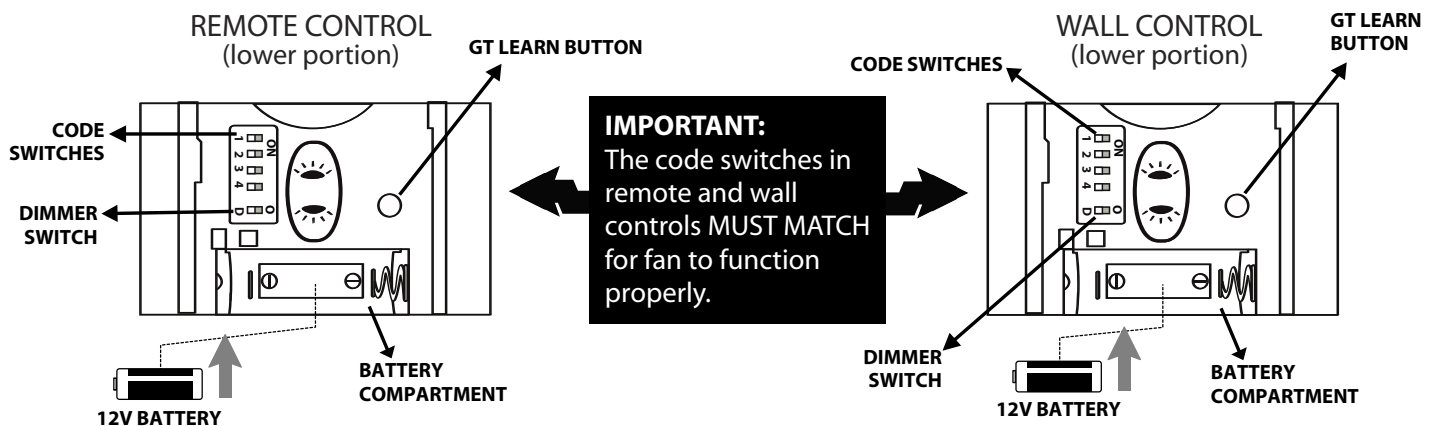 REMOTE CONTROL
(lower portion)
GT LEARN BUTTON
CODE
SWITCHES
DIMMER
SWITCH
ON
1
2
3
4
D
O
BATTERY
COMPARTMENT
12V BATTERY
IMPORTANT:
The code switches in
remote and wall
controls MUST MATCH
for fan to function
properly.
WALL CONTROL
(lower portion)
GT LEARN
BUTTON
CODE SWITCHES
ON
1
2
3
4
D
O
DIMMER
SWITCH
BATTERY
COMPARTMENT
12V BATTERY